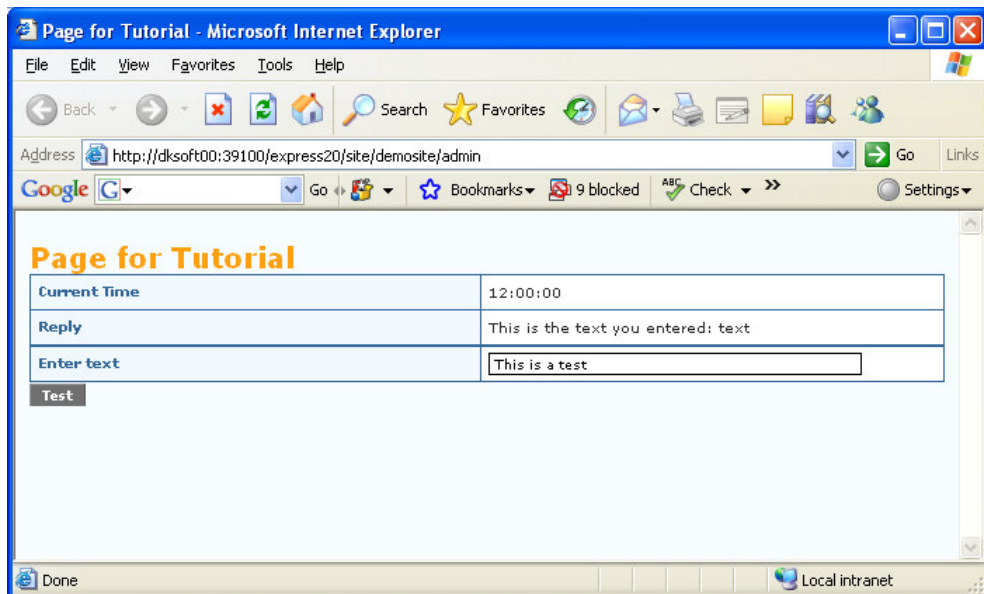 Page for Tutorial - Microsoft Internet Explorer
File Edit View Favorites Tools Help
Back Search Favorites
Address http://dksoft00:39100/express20/site/demosite/admin Go Links
Google G Go Bookmarks 9 blocked ABC Check » Settings
Page for Tutorial
Current Time 12:00:00
Reply This is the text you entered: text
Enter text This is a test
Test
Done Local intranet